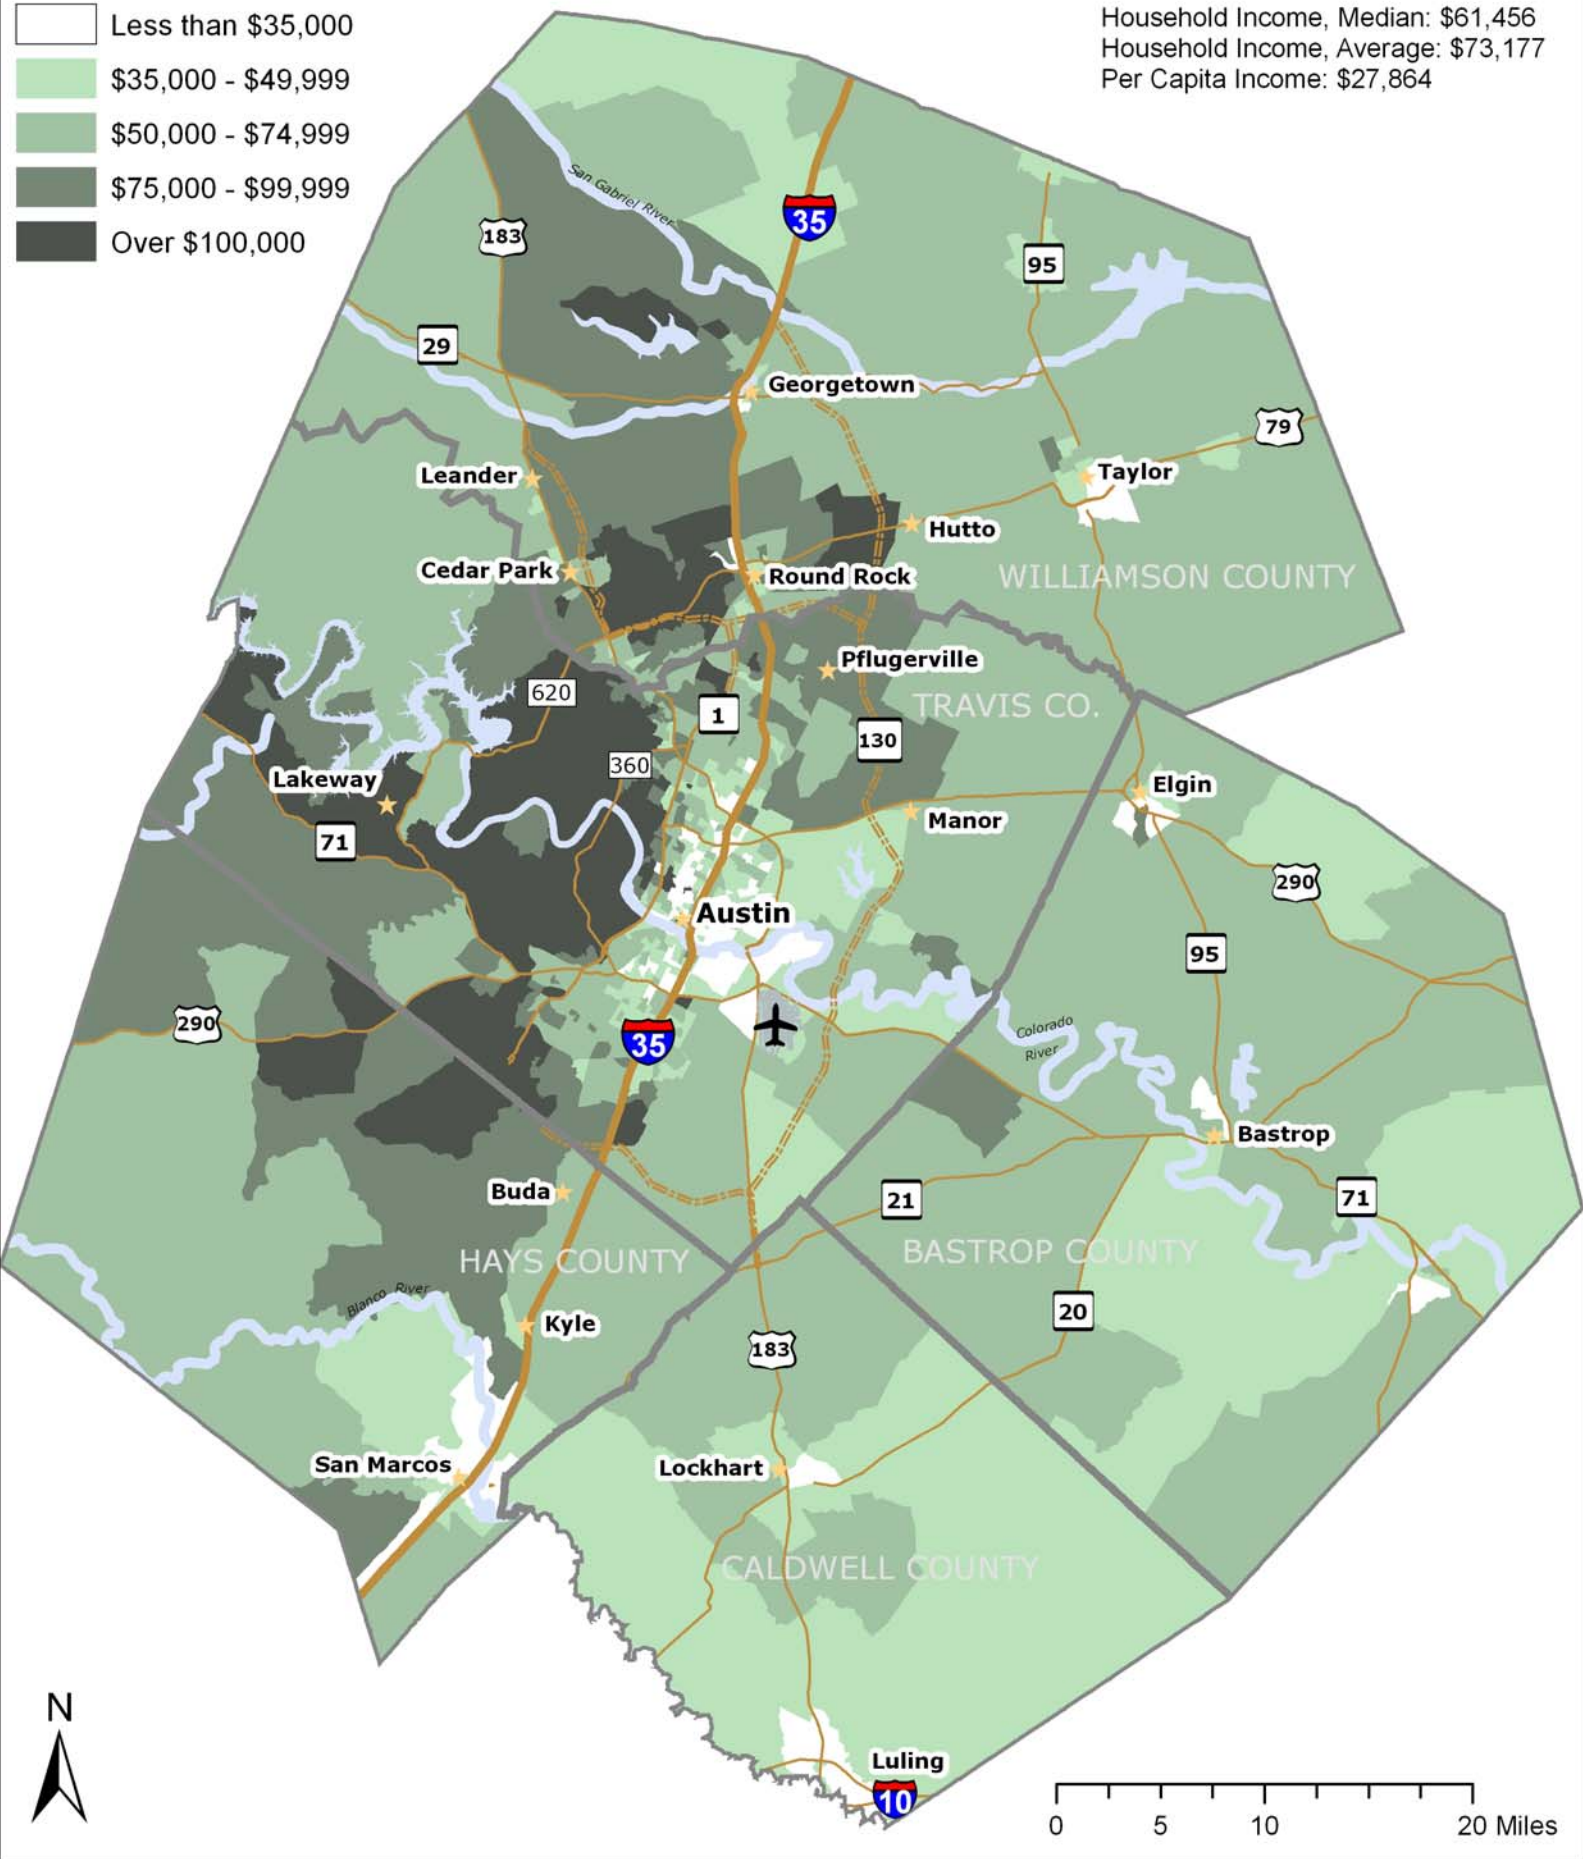 Less than $35,000
$35,000 - $49,999
$50,000 - $74,999
$75,000 - $99,999
Over $100,000
Household Income, Median: $61,456
Household Income, Average: $73,177
Per Capita Income: $27,864
San Gabriel River
35
183
95
29
Georgetown
79
Leander
Taylor
Hutto
Cedar Park
Round Rock
WILLIAMSON COUNTY
Pflugerville
620
TRAVIS CO.
1
130
360
Lakeway
Elgin
Manor
71
290
Austin
95
290
35
Colorado
River
Bastrop
Buda
21
71
HAYS COUNTY
BASTROP COUNTY
Blanco River
20
Kyle
183
San Marcos
Lockhart
CALDWELL COUNTY
N
Luling
10
0 5 10 20 Miles